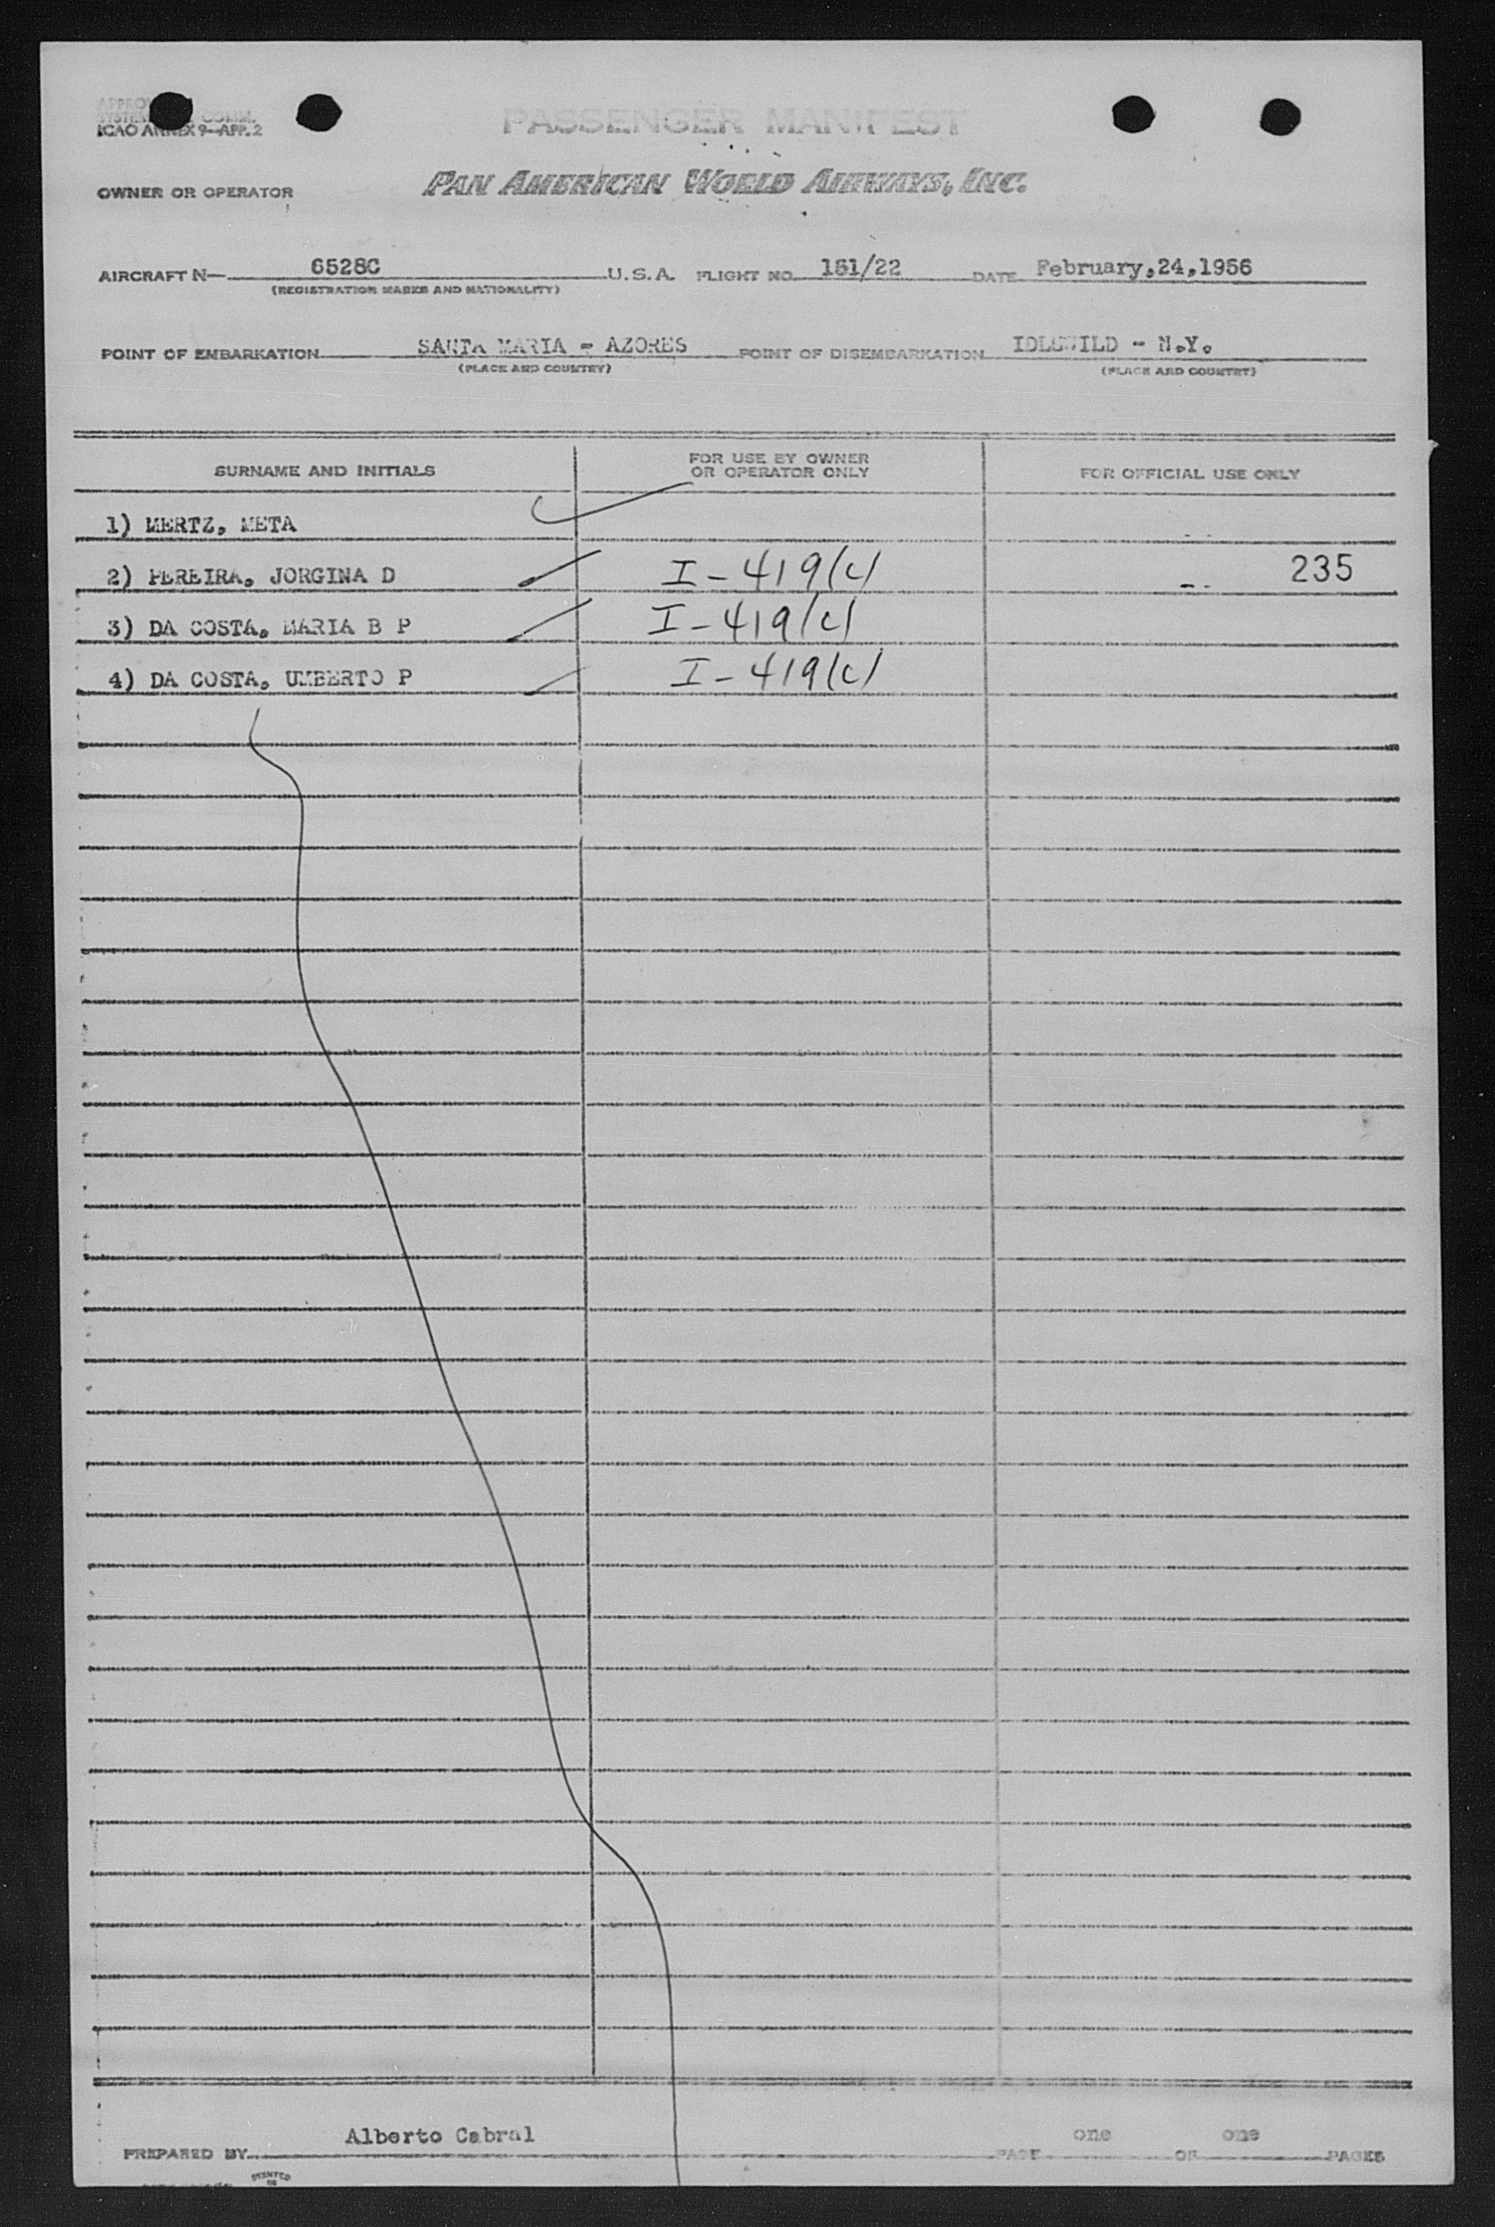 ICAO ANNEX 9—APP. 2
PASSENGER MANIFEST
OWNER OR OPERATOR PAN AMERICAN WORLD AIRWAYS, INC.
AIRCRAFT N— 6528C U.S.A. FLIGHT NO. 151/22 DATE February,24,1956
(REGISTRATION MARKS AND NATIONALITY)
POINT OF EMBARKATION SANTA MARIA - AZORES POINT OF DISEMBARKATION IDLEWILD - N.Y.
(PLACE AND COUNTRY) (PLACE AND COUNTRY)
SURNAME AND INITIALS FOR USE BY OWNER OR OPERATOR ONLY FOR OFFICIAL USE ONLY
1) MERTZ, META
2) PEREIRA, JORGINA D I-419(c) 235
3) DA COSTA, MARIA B P I-419(c)
4) DA COSTA, UMBERTO P I-419(c)
PREPARED BY Alberto Cabral PAGE one OF one PAGES
PRINTED